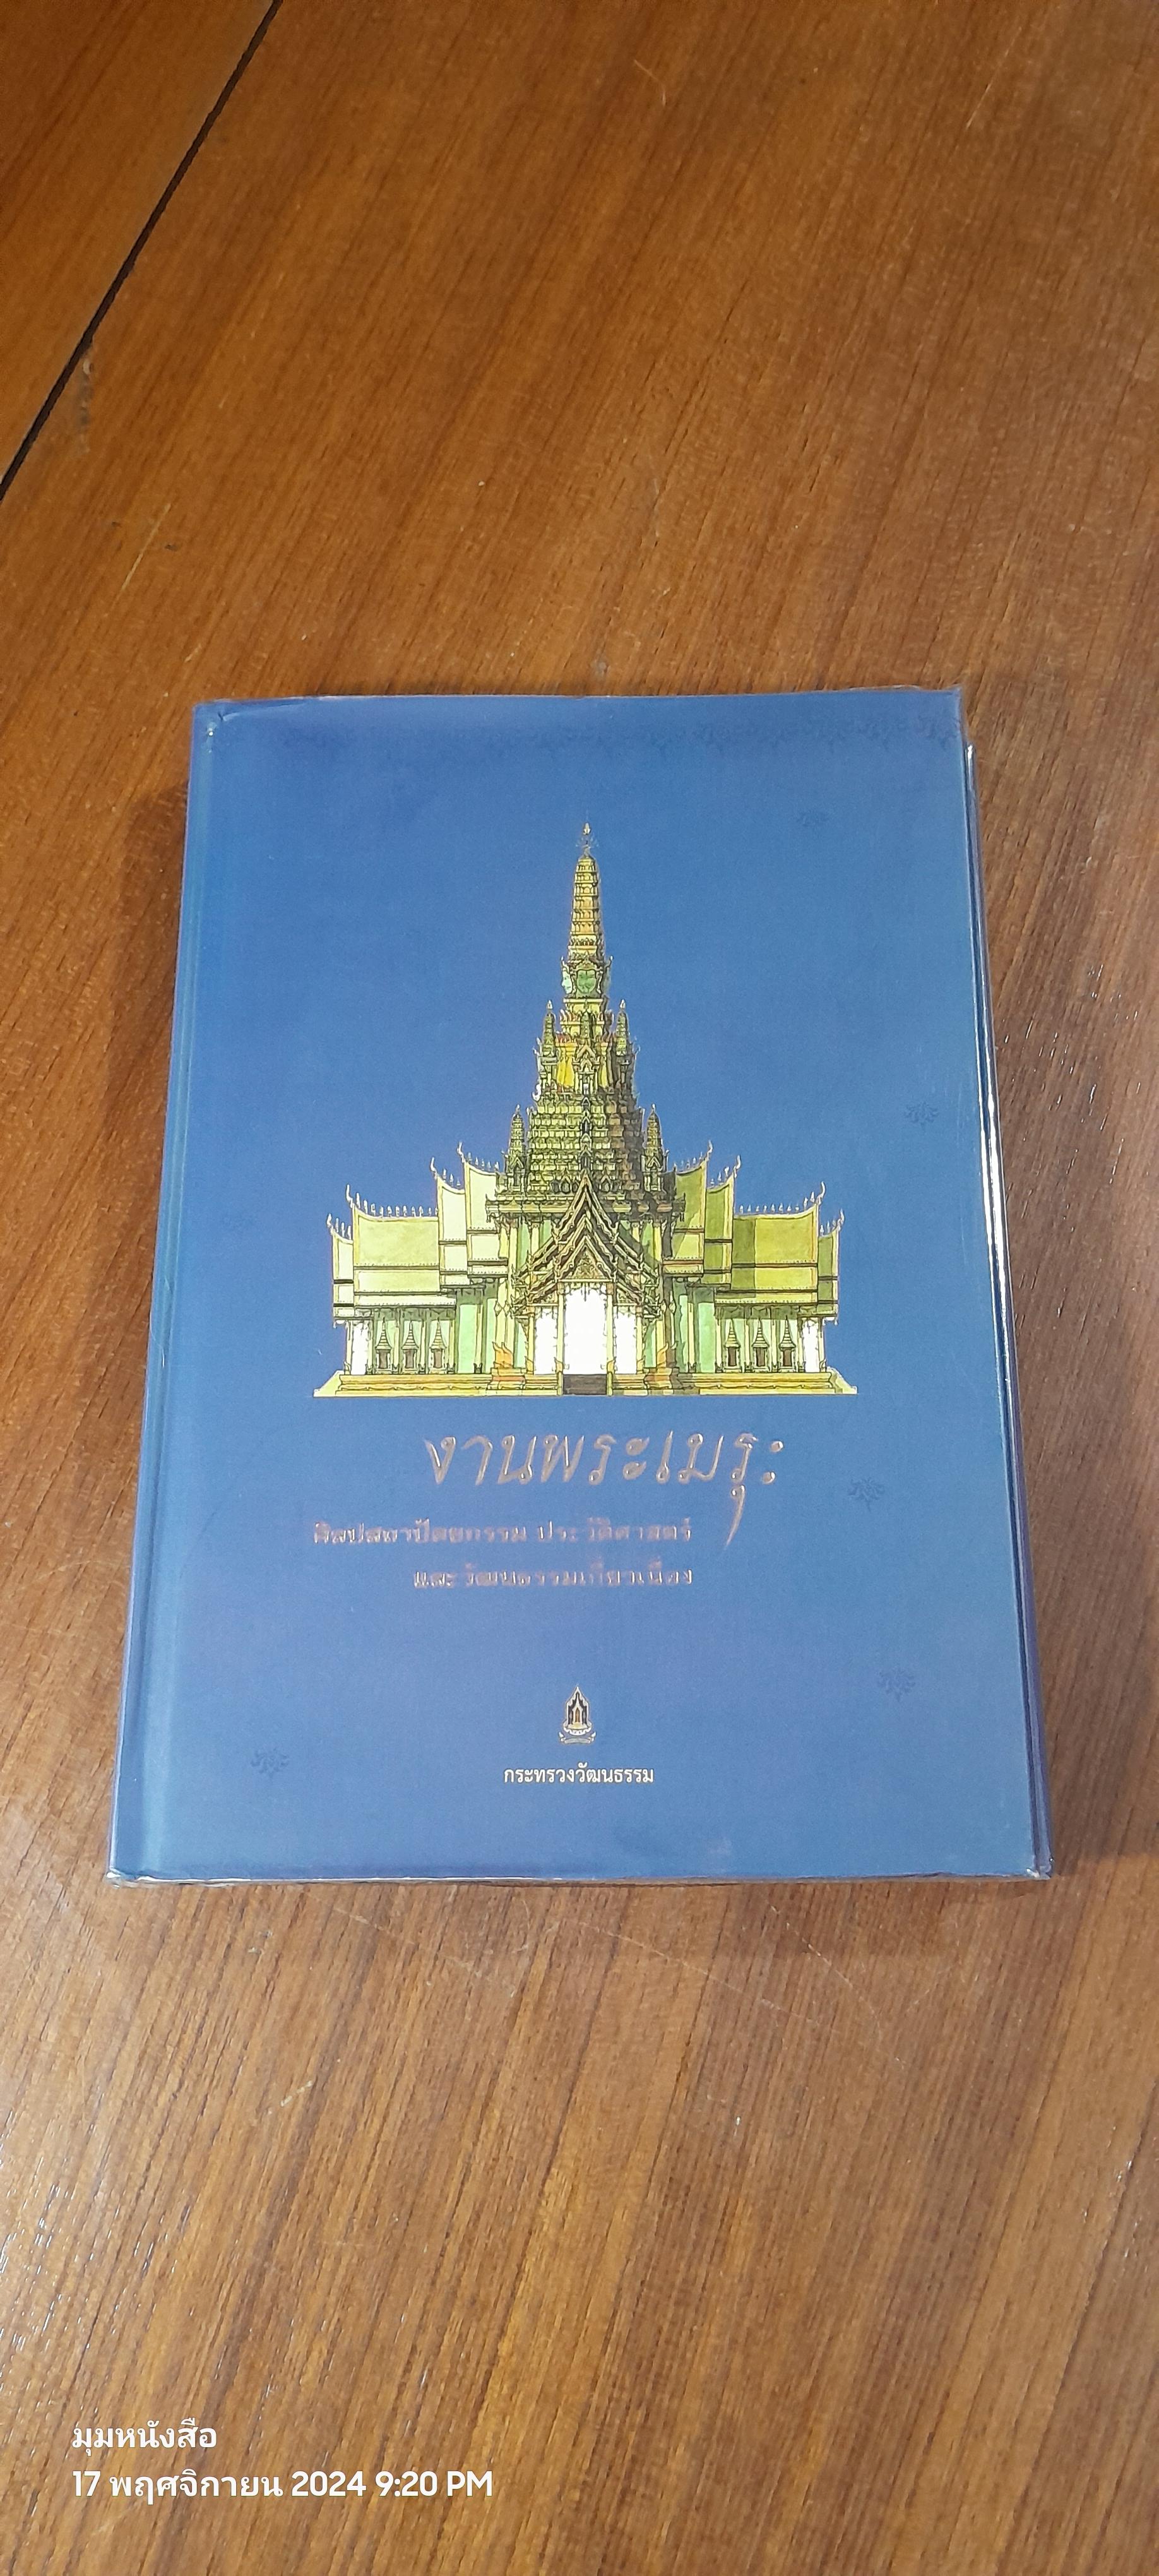 งานพระเมรุ:
ศิลปสถาปัตยกรรม ประวัติศาสตร์
และวัฒนธรรมเกี่ยวเนื่อง
กระทรวงวัฒนธรรม
มุมหนังสือ
17 พฤศจิกายน 2024 9:20 PM